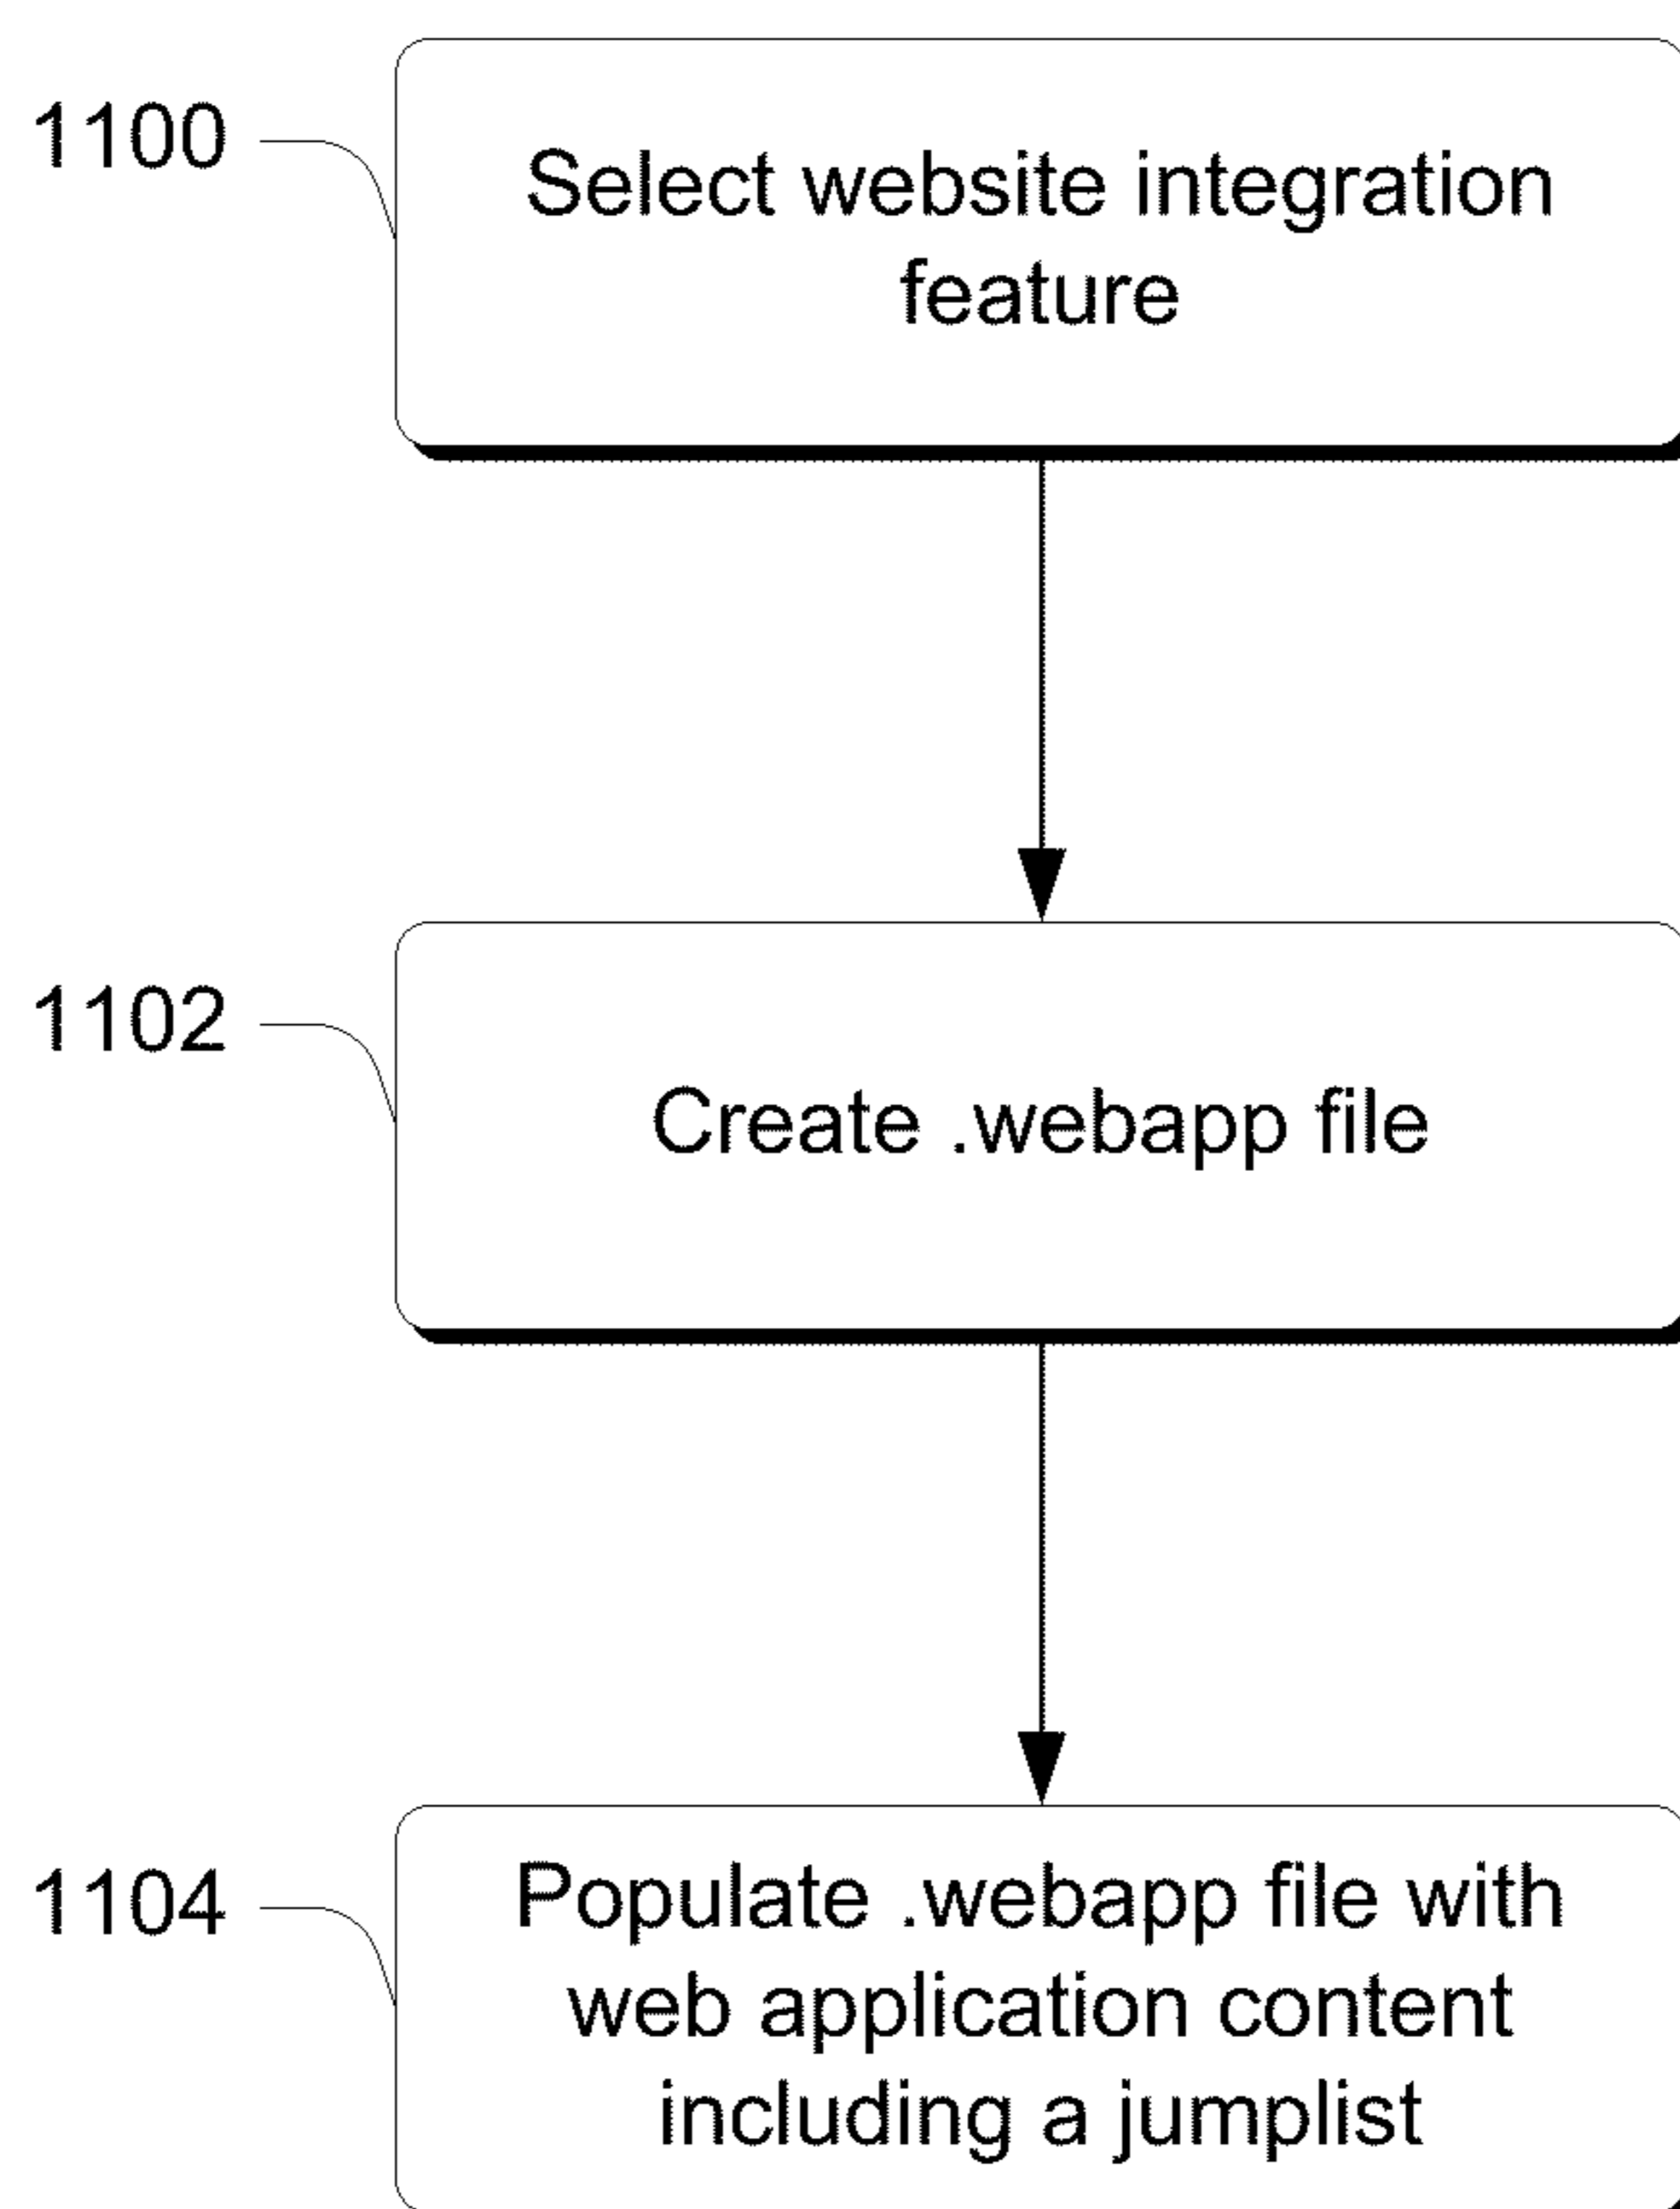 1100
Select website integration
feature
1102
Create .webapp file
1104
Populate .webapp file with
web application content
including a jumplist